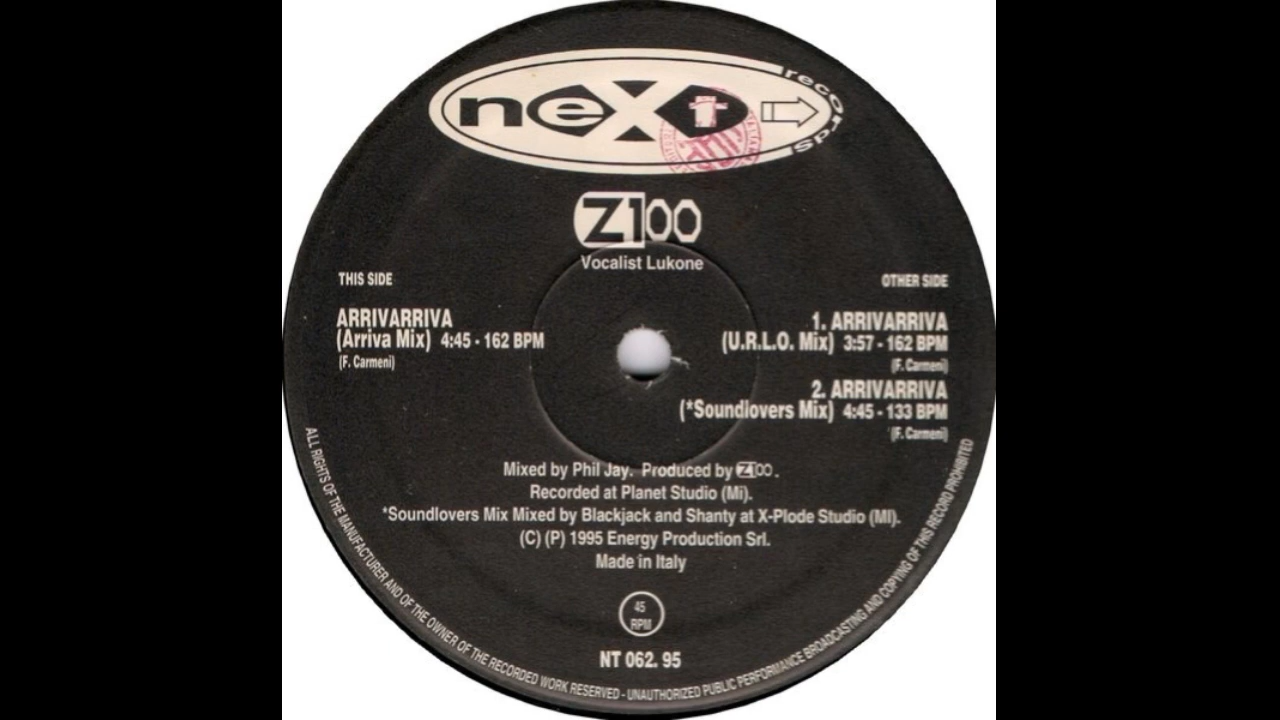 next records
Z100
Vocalist Lukone
THIS SIDE
ARRIVARRIVA
(Arriva Mix) 4:45 - 162 BPM
(F. Carmeni)
OTHER SIDE
1. ARRIVARRIVA
(U.R.L.O. Mix) 3:57 - 162 BPM
(F. Carmeni)
2. ARRIVARRIVA
(*Soundlovers Mix) 4:45 - 133 BPM
(F. Carmeni)
Mixed by Phil Jay. Produced by Z100.
Recorded at Planet Studio (Mi).
*Soundlovers Mix Mixed by Blackjack and Shanty at X-Plode Studio (MI).
(C) (P) 1995 Energy Production Srl.
Made in Italy
45
RPM
NT 062. 95
ALL RIGHTS OF THE MANUFACTURER AND OF THE OWNER OF THE RECORDED WORK RESERVED - UNAUTHORIZED PUBLIC PERFORMANCE BROADCASTING AND COPYING OF THIS RECORD PROHIBITED